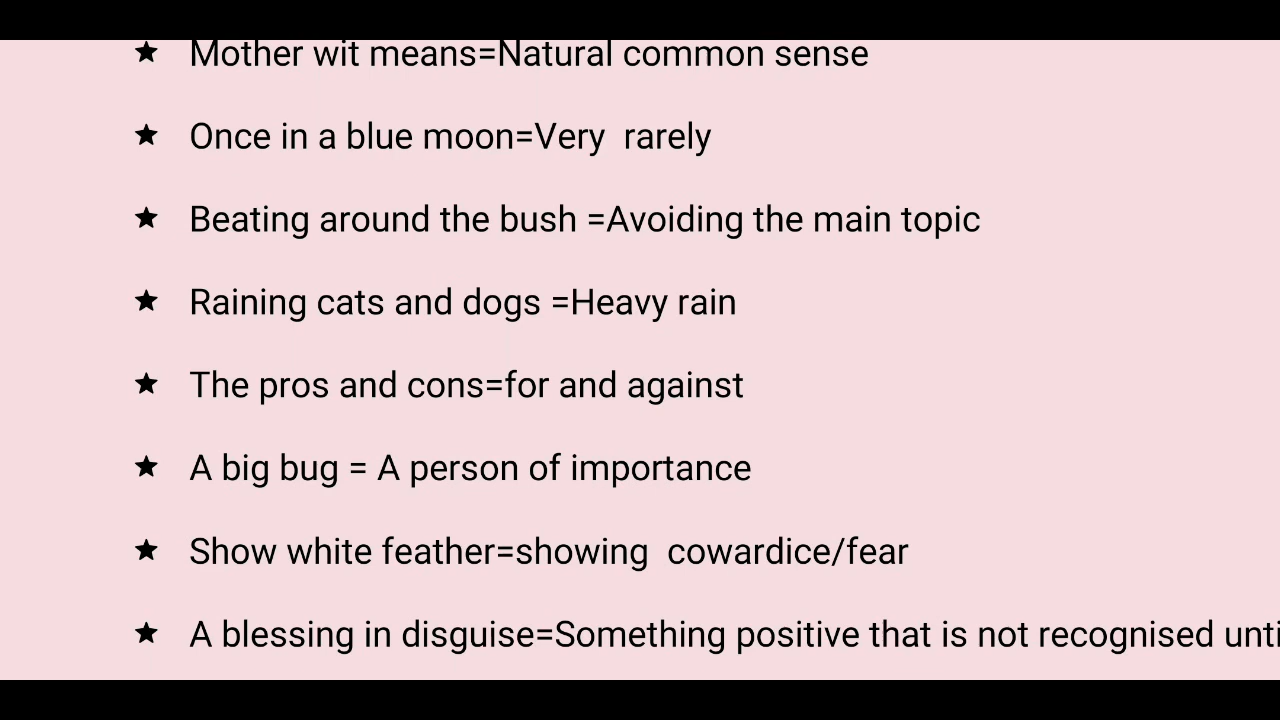 ★ Mother wit means=Natural common sense
★ Once in a blue moon=Very  rarely
★ Beating around the bush =Avoiding the main topic
★ Raining cats and dogs =Heavy rain
★ The pros and cons=for and against
★ A big bug = A person of importance
★ Show white feather=showing  cowardice/fear
★ A blessing in disguise=Something positive that is not recognised